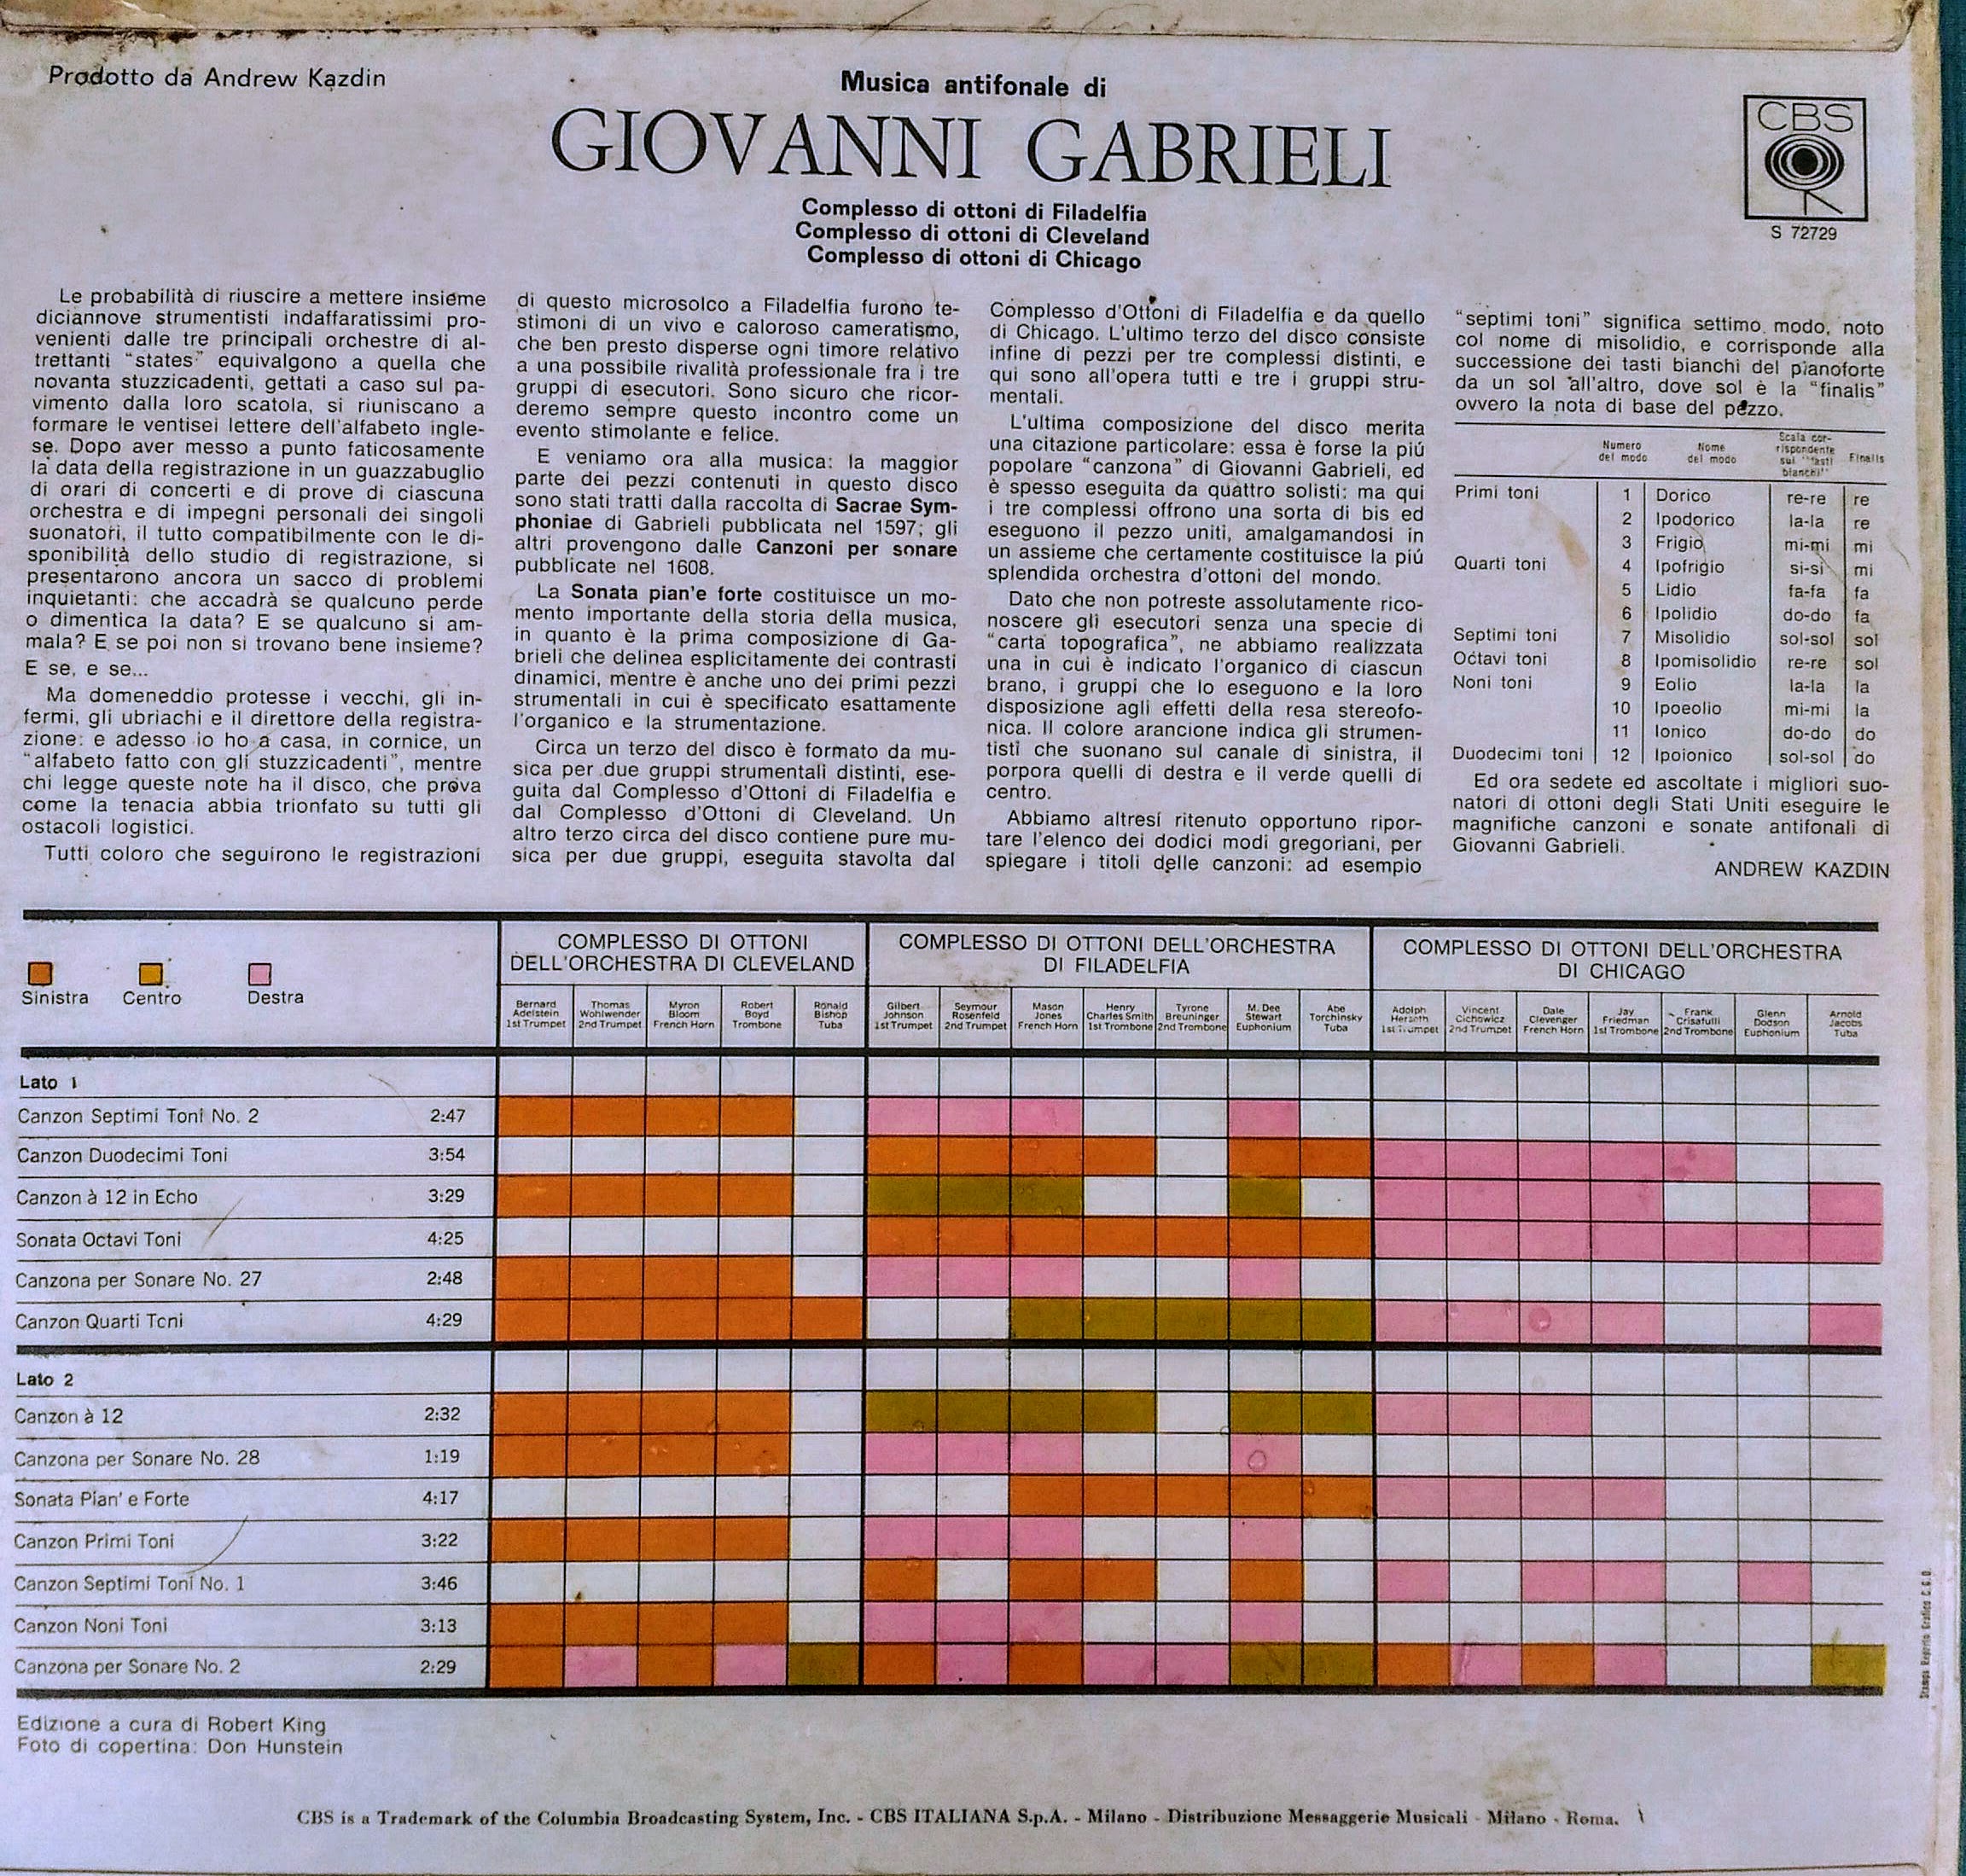 Prodotto da Andrew Kazdin
Musica antifonale di
GIOVANNI GABRIELI
Complesso di ottoni di Filadelfia
Complesso di ottoni di Cleveland
Complesso di ottoni di Chicago
CBS
S 72729
Le probabilità di riuscire a mettere insieme
diciannove strumentisti indaffaratissimi pro-
venienti dalle tre principali orchestre di al-
trettanti “states” equivalgono a quella che
novanta stuzzicadenti, gettati a caso sul pa-
vimento dalla loro scatola, si riuniscano a
formare le ventisei lettere dell'alfabeto ingle-
se. Dopo aver messo a punto faticosamente
la data della registrazione in un guazzabuglio
di orari di concerti e di prove di ciascuna
orchestra e di impegni personali dei singoli
suonatori, il tutto compatibilmente con le di-
sponibilità dello studio di registrazione, si
presentarono ancora un sacco di problemi
inquietanti: che accadrà se qualcuno perde
o dimentica la data? E se qualcuno si am-
mala? E se poi non si trovano bene insieme?
E se, e se...
Ma domeneddio protesse i vecchi, gli in-
fermi, gli ubriachi e il direttore della registra-
zione: e adesso io ho a casa, in cornice, un
“alfabeto fatto con gli stuzzicadenti”, mentre
chi legge queste note ha il disco, che prova
come la tenacia abbia trionfato su tutti gli
ostacoli logistici.
Tutti coloro che seguirono le registrazioni
di questo microsolco a Filadelfia furono te-
stimoni di un vivo e caloroso cameratismo,
che ben presto disperse ogni timore relativo
a una possibile rivalità professionale fra i tre
gruppi di esecutori. Sono sicuro che ricor-
deremo sempre questo incontro come un
evento stimolante e felice.
E veniamo ora alla musica: la maggior
parte dei pezzi contenuti in questo disco
sono stati tratti dalla raccolta di Sacrae Sym-
phoniae di Gabrieli pubblicata nel 1597; gli
altri provengono dalle Canzoni per sonare
pubblicate nel 1608.
La Sonata pian'e forte costituisce un mo-
mento importante della storia della musica,
in quanto è la prima composizione di Ga-
brieli che delinea esplicitamente dei contrasti
dinamici, mentre è anche uno dei primi pezzi
strumentali in cui è specificato esattamente
l'organico e la strumentazione.
Circa un terzo del disco è formato da mu-
sica per due gruppi strumentali distinti, ese-
guita dal Complesso d'Ottoni di Filadelfia e
dal Complesso d'Ottoni di Cleveland. Un
altro terzo circa del disco contiene pure mu-
sica per due gruppi, eseguita stavolta dal
Complesso d'Ottoni di Filadelfia e da quello
di Chicago. L'ultimo terzo del disco consiste
infine di pezzi per tre complessi distinti, e
qui sono all'opera tutti e tre i gruppi stru-
mentali.
L'ultima composizione del disco merita
una citazione particolare: essa è forse la piú
popolare “canzona” di Giovanni Gabrieli, ed
è spesso eseguita da quattro solisti: ma qui
i tre complessi offrono una sorta di bis ed
eseguono il pezzo uniti, amalgamandosi in
un assieme che certamente costituisce la piú
splendida orchestra d'ottoni del mondo.
Dato che non potreste assolutamente rico-
noscere gli esecutori senza una specie di
“carta topografica”, ne abbiamo realizzata
una in cui è indicato l'organico di ciascun
brano, i gruppi che lo eseguono e la loro
disposizione agli effetti della resa stereofo-
nica. Il colore arancione indica gli strumen-
tisti che suonano sul canale di sinistra, il
porpora quelli di destra e il verde quelli di
centro.
Abbiamo altresí ritenuto opportuno ripor-
tare l'elenco dei dodici modi gregoriani, per
spiegare i titoli delle canzoni: ad esempio
“septimi toni” significa settimo modo, noto
col nome di misolidio, e corrisponde alla
successione dei tasti bianchi del pianoforte
da un sol all'altro, dove sol è la “finalis”
ovvero la nota di base del pezzo.
Numero del modo Nome del modo Scala cor-rispondente sui “tasti bianchi” Finalis
Primi toni 1 Dorico re-re re
2 Ipodorico la-la re
3 Frigio mi-mi mi
Quarti toni 4 Ipofrigio si-si mi
5 Lidio fa-fa fa
6 Ipolidio do-do fa
Septimi toni 7 Misolidio sol-sol sol
Octavi toni 8 Ipomisolidio re-re sol
Noni toni 9 Eolio la-la la
10 Ipoeolio mi-mi la
11 Ionico do-do do
Duodecimi toni 12 Ipoionico sol-sol do
Ed ora sedete ed ascoltate i migliori suo-
natori di ottoni degli Stati Uniti eseguire le
magnifiche canzoni e sonate antifonali di
Giovanni Gabrieli.
ANDREW KAZDIN
Sinistra Centro Destra
COMPLESSO DI OTTONI
DELL'ORCHESTRA DI CLEVELAND
COMPLESSO DI OTTONI DELL'ORCHESTRA
DI FILADELFIA
COMPLESSO DI OTTONI DELL'ORCHESTRA
DI CHICAGO
Bernard Adelstein 1st Trumpet
Thomas Wohlwender 2nd Trumpet
Myron Bloom French Horn
Robert Boyd Trombone
Ronald Bishop Tuba
Gilbert Johnson 1st Trumpet
Seymour Rosenfeld 2nd Trumpet
Mason Jones French Horn
Henry Charles Smith 1st Trombone
Tyrone Breuninger 2nd Trombone
M. Dee Stewart Euphonium
Abe Torchinsky Tuba
Adolph Herseth 1st Trumpet
Vincent Cichowicz 2nd Trumpet
Dale Clevenger French Horn
Jay Friedman 1st Trombone
Frank Crisafulli 2nd Trombone
Glenn Dodson Euphonium
Arnold Jacobs Tuba
Lato 1
Canzon Septimi Toni No. 2 2:47
Canzon Duodecimi Toni 3:54
Canzon à 12 in Echo 3:29
Sonata Octavi Toni 4:25
Canzona per Sonare No. 27 2:48
Canzon Quarti Toni 4:29
Lato 2
Canzon à 12 2:32
Canzona per Sonare No. 28 1:19
Sonata Pian' e Forte 4:17
Canzon Primi Toni 3:22
Canzon Septimi Toni No. 1 3:46
Canzon Noni Toni 3:13
Canzona per Sonare No. 2 2:29
Edizione a cura di Robert King
Foto di copertina: Don Hunstein
CBS is a Trademark of the Columbia Broadcasting System, Inc. - CBS ITALIANA S.p.A. - Milano - Distribuzione Messaggerie Musicali - Milano - Roma.